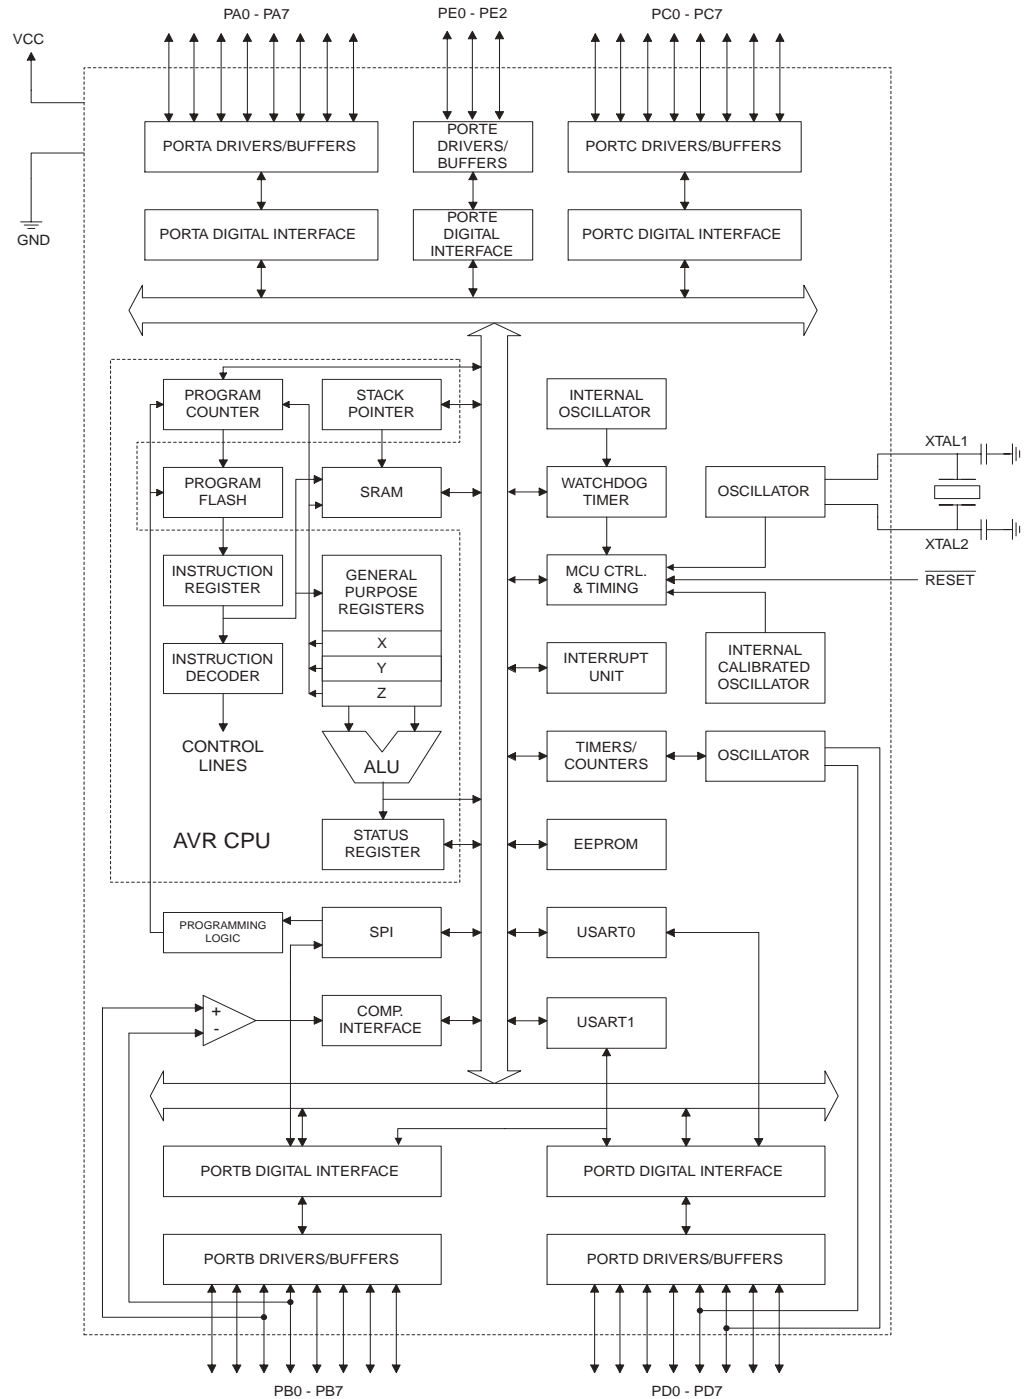 PA0 - PA7
PE0 - PE2
PC0 - PC7
VCC
PORTA DRIVERS/BUFFERS
PORTE
DRIVERS/
BUFFERS
PORTC DRIVERS/BUFFERS
GND
PORTA DIGITAL INTERFACE
PORTE
DIGITAL
INTERFACE
PORTC DIGITAL INTERFACE
PROGRAM
COUNTER
STACK
POINTER
INTERNAL
OSCILLATOR
XTAL1
PROGRAM
FLASH
SRAM
WATCHDOG
TIMER
OSCILLATOR
XTAL2
INSTRUCTION
REGISTER
GENERAL
PURPOSE
REGISTERS
MCU CTRL.
& TIMING
RESET
X
Y
Z
INSTRUCTION
DECODER
INTERRUPT
UNIT
INTERNAL
CALIBRATED
OSCILLATOR
CONTROL
LINES
ALU
TIMERS/
COUNTERS
OSCILLATOR
AVR CPU
STATUS
REGISTER
EEPROM
PROGRAMMING
LOGIC
SPI
USART0
+
-
COMP.
INTERFACE
USART1
PORTB DIGITAL INTERFACE
PORTD DIGITAL INTERFACE
PORTB DRIVERS/BUFFERS
PORTD DRIVERS/BUFFERS
PB0 - PB7
PD0 - PD7